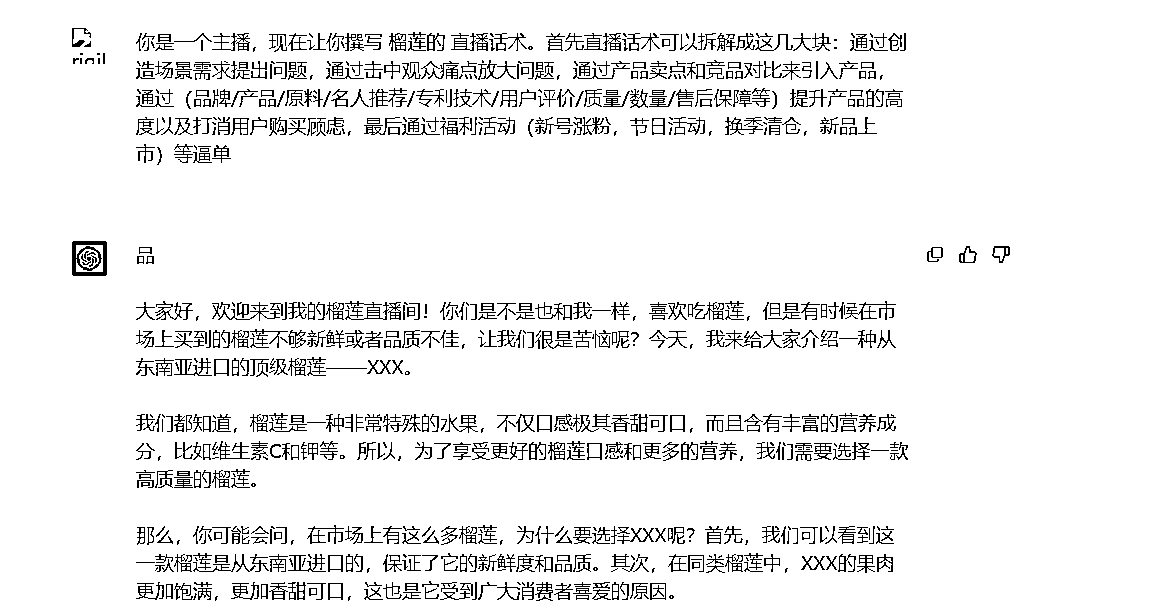 你是一个主播，现在让你撰写 榴莲的 直播话术。首先直播话术可以拆解成这几大块：通过创
造场景需求提出问题，通过击中观众痛点放大问题，通过产品卖点和竞品对比来引入产品，
通过（品牌/产品/原料/名人推荐/专利技术/用户评价/质量/数量/售后保障等）提升产品的高
度以及打消用户购买顾虑，最后通过福利活动（新号涨粉，节日活动，换季清仓，新品上
市）等逼单
品
大家好，欢迎来到我的榴莲直播间！你们是不是也和我一样，喜欢吃榴莲，但是有时候在市
场上买到的榴莲不够新鲜或者品质不佳，让我们很是苦恼呢？今天，我来给大家介绍一种从
东南亚进口的顶级榴莲——XXX。
我们都知道，榴莲是一种非常特殊的水果，不仅口感极其香甜可口，而且含有丰富的营养成
分，比如维生素C和钾等。所以，为了享受更好的榴莲口感和更多的营养，我们需要选择一款
高质量的榴莲。
那么，你可能会问，在市场上有这么多榴莲，为什么要选择XXX呢？首先，我们可以看到这
一款榴莲是从东南亚进口的，保证了它的新鲜度和品质。其次，在同类榴莲中，XXX的果肉
更加饱满，更加香甜可口，这也是它受到广大消费者喜爱的原因。